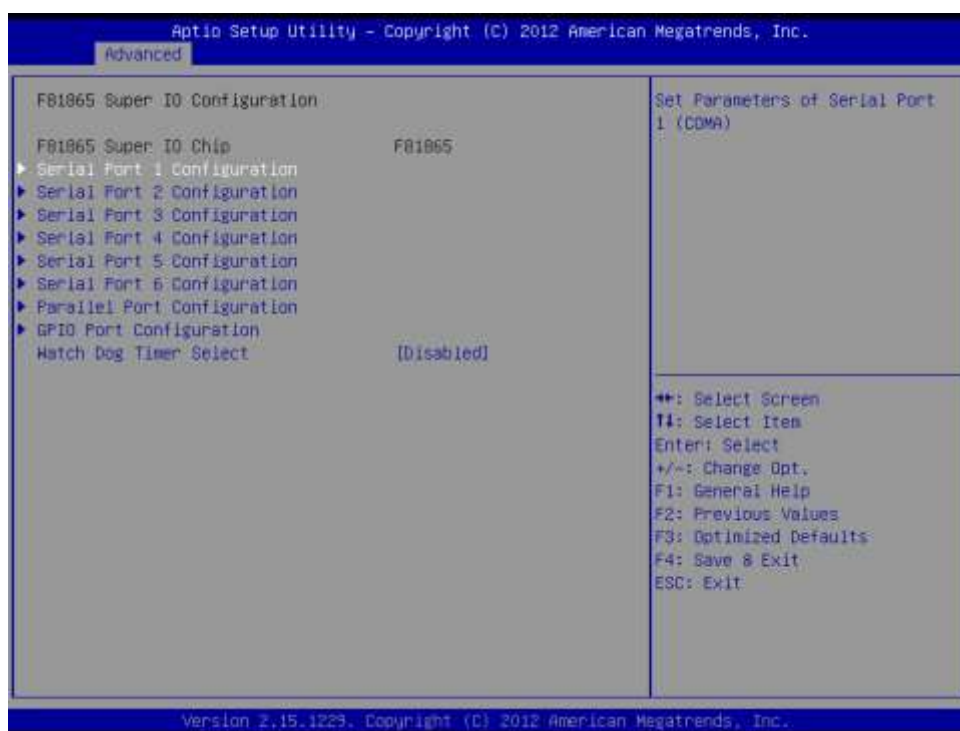 Aptio Setup Utility - Copyright (C) 2012 American Megatrends, Inc.
Advanced
F81865 Super IO Configuration
F81865 Super IO Chip F81865
Serial Port 1 Configuration
Serial Port 2 Configuration
Serial Port 3 Configuration
Serial Port 4 Configuration
Serial Port 5 Configuration
Serial Port 6 Configuration
Parallel Port Configuration
GPIO Port Configuration
Watch Dog Timer Select [Disabled]
Set Parameters of Serial Port
1 (COMA)
→←: Select Screen
↑↓: Select Item
Enter: Select
+/-: Change Opt.
F1: General Help
F2: Previous Values
F3: Optimized Defaults
F4: Save & Exit
ESC: Exit
Version 2.15.1229. Copyright (C) 2012 American Megatrends, Inc.